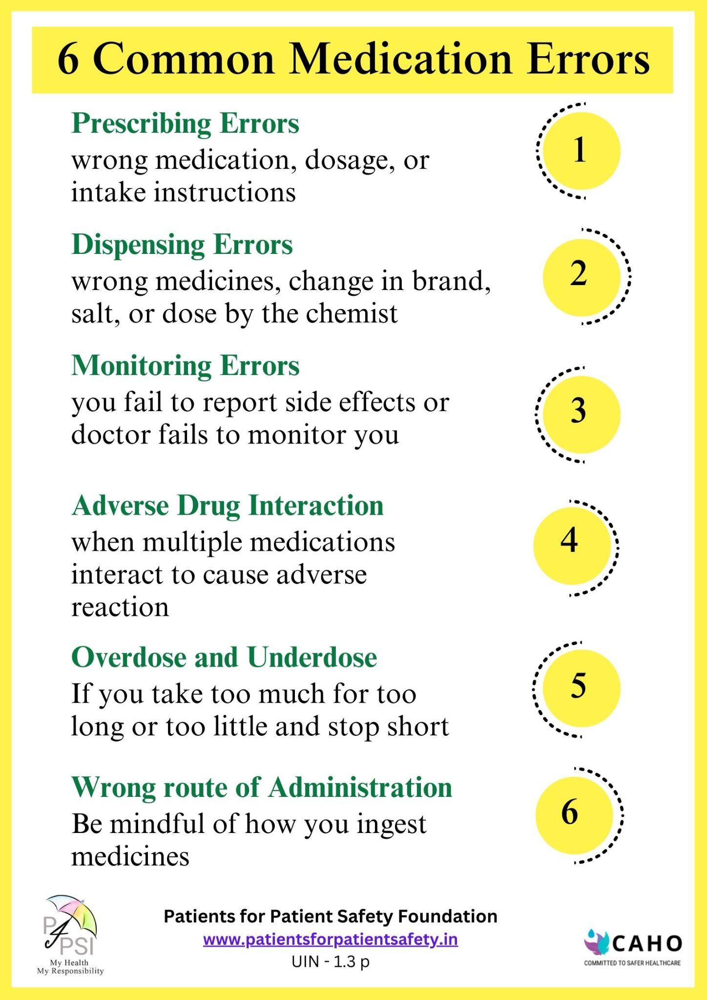 6 Common Medication Errors
Prescribing Errors
wrong medication, dosage, or
intake instructions
1
Dispensing Errors
wrong medicines, change in brand,
salt, or dose by the chemist
2
Monitoring Errors
you fail to report side effects or
doctor fails to monitor you
3
Adverse Drug Interaction
when multiple medications
interact to cause adverse
reaction
4
Overdose and Underdose
If you take too much for too
long or too little and stop short
5
Wrong route of Administration
Be mindful of how you ingest
medicines
6
P4PSI
My Health
My Responsibility
Patients for Patient Safety Foundation
www.patientsforpatientsafety.in
UIN - 1.3 p
CAHO
COMMITTED TO SAFER HEALTHCARE